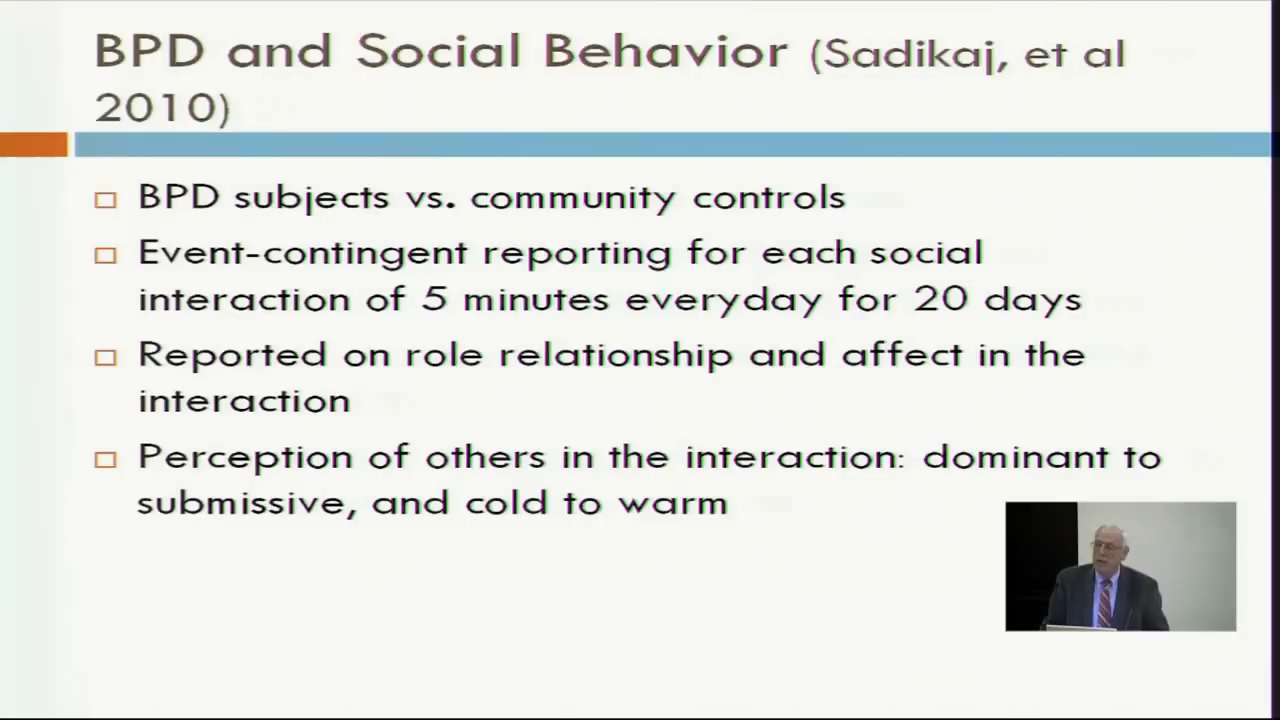 BPD and Social Behavior (Sadikaj, et al
2010)
BPD subjects vs. community controls
Event-contingent reporting for each social
interaction of 5 minutes everyday for 20 days
Reported on role relationship and affect in the
interaction
Perception of others in the interaction: dominant to
submissive, and cold to warm